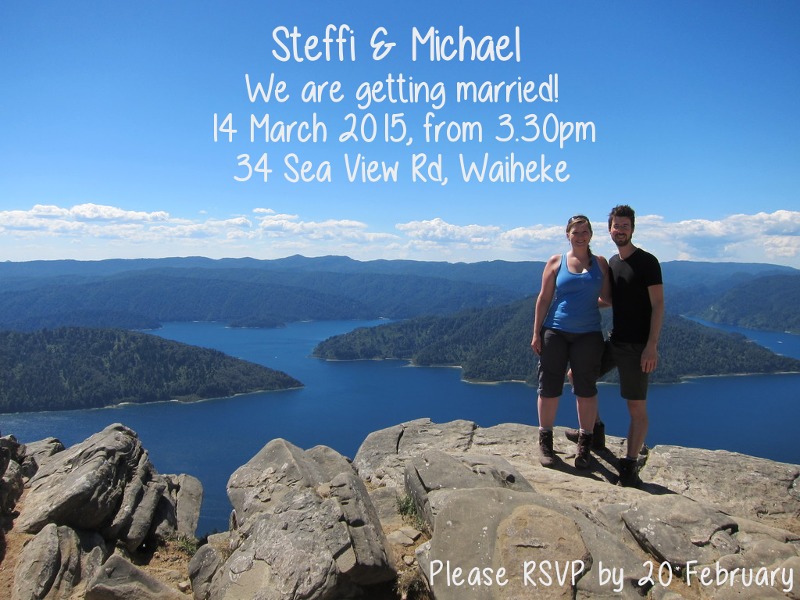 Steffi & Michael
We are getting married!
14 March 2015, from 3.30pm
34 Sea View Rd, Waiheke
Please RSVP by 20 February